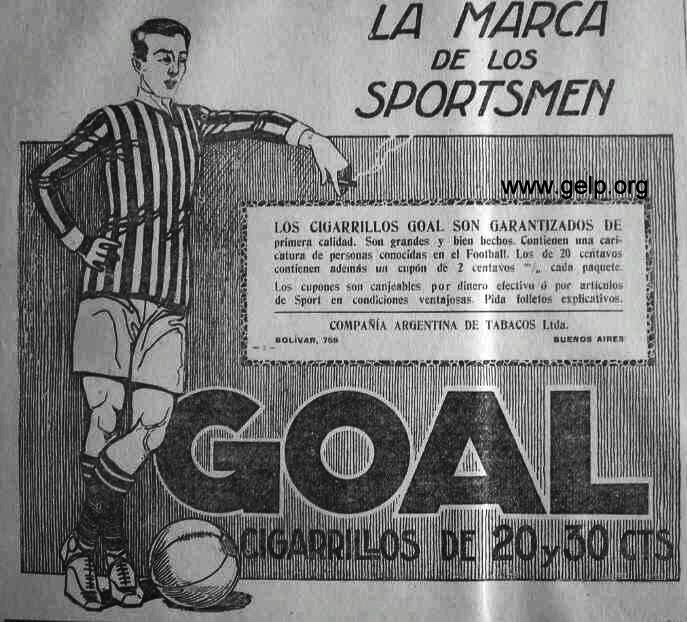 LA MARCA
DE LOS
SPORTSMEN
www.gelp.org
LOS CIGARRILLOS GOAL SON GARANTIZADOS DE
primera calidad. Son grandes y bien hechos. Contienen una cari-
catura de personas conocidas en el Football. Los de 20 centavos
contienen además un cupón de 2 centavos m/n cada paquete.
Los cupones son canjeables por dinero efectivo ó por artículos
de Sport en condiciones ventajosas. Pida folletos explicativos.
COMPAÑÍA ARGENTINA DE TABACOS Ltda.
BOLÍVAR, 759 BUENOS AIRES
GOAL
CIGARRILLOS DE 20 y 30 CTS